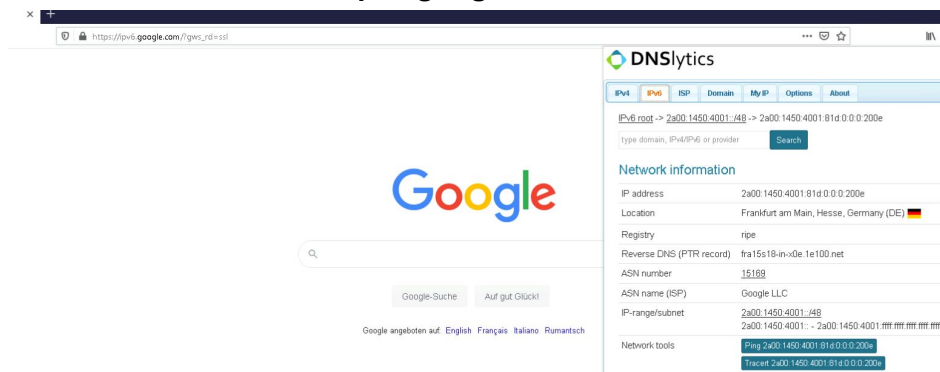 https://ipv6.google.com/?gws_rd=ssl
DNSlytics
IPv4 IPv6 ISP Domain My IP Options About
IPv6 root -> 2a00:1450:4001::/48 -> 2a00:1450:4001:81d:0:0:0:200e
type domain, IPv4/IPv6 or provider Search
Network information
IP address 2a00:1450:4001:81d:0:0:0:200e
Location Frankfurt am Main, Hesse, Germany (DE)
Registry ripe
Reverse DNS (PTR record) fra15s18-in-x0e.1e100.net
ASN number 15169
ASN name (ISP) Google LLC
IP-range/subnet 2a00:1450:4001::/48
2a00:1450:4001:: - 2a00:1450:4001:ffff:ffff:ffff:ffff:ffff
Network tools Ping 2a00:1450:4001:81d:0:0:0:200e
Tracert 2a00:1450:4001:81d:0:0:0:200e
Google
Google-Suche Auf gut Glück!
Google angeboten auf: English Français Italiano Rumantsch